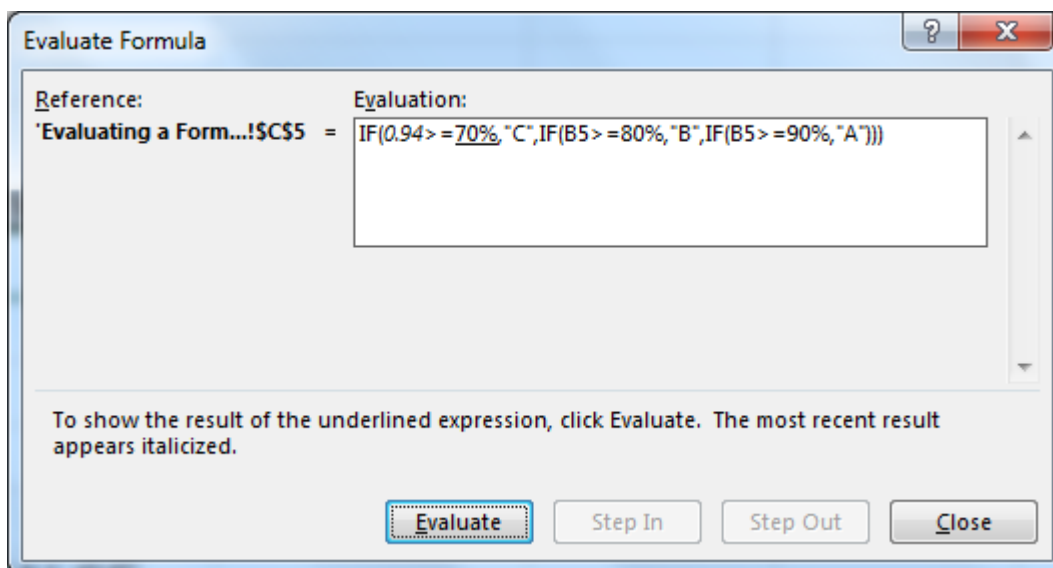 Evaluate Formula
Reference:
Evaluation:
'Evaluating a Form...!$C$5 =
IF(0.94>=70%,"C",IF(B5>=80%,"B",IF(B5>=90%,"A")))
To show the result of the underlined expression, click Evaluate. The most recent result
appears italicized.
Evaluate
Step In
Step Out
Close